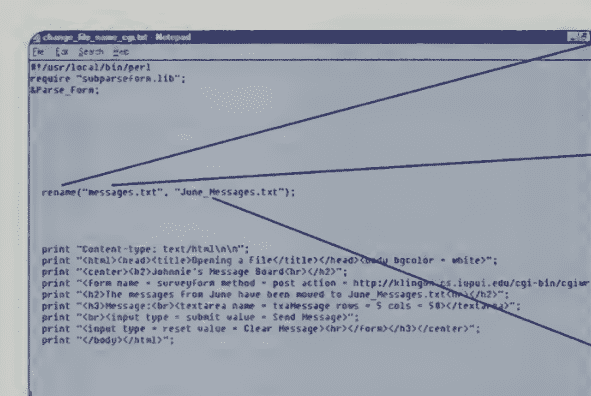 change_file_name_cgi.txt - Notepad
File Edit Search Help
#!/usr/local/bin/perl
require "subparseform.lib";
&Parse_Form;
rename("messages.txt", "June_Messages.txt");
print "Content-type: text/html\n\n";
print "<html><head><title>Opening a File</title></head><body bgcolor = white>";
print "<center><h2>Johnnie's Message Board<hr></h2>";
print "<form name = surveyform method = post action = http://klingon.cs.iupui.edu/cgi-bin/cgiwr
print "<h2>The messages from June have been moved to June_Messages.txt<hr></h2>";
print "<h3>Message:<br><textarea name = txaMessage rows = 5 cols = 50></textarea>";
print "<br><input type = submit value = Send Message>";
print "<input type = reset value = Clear Message><hr></form></h3></center>";
print "</body></html>";